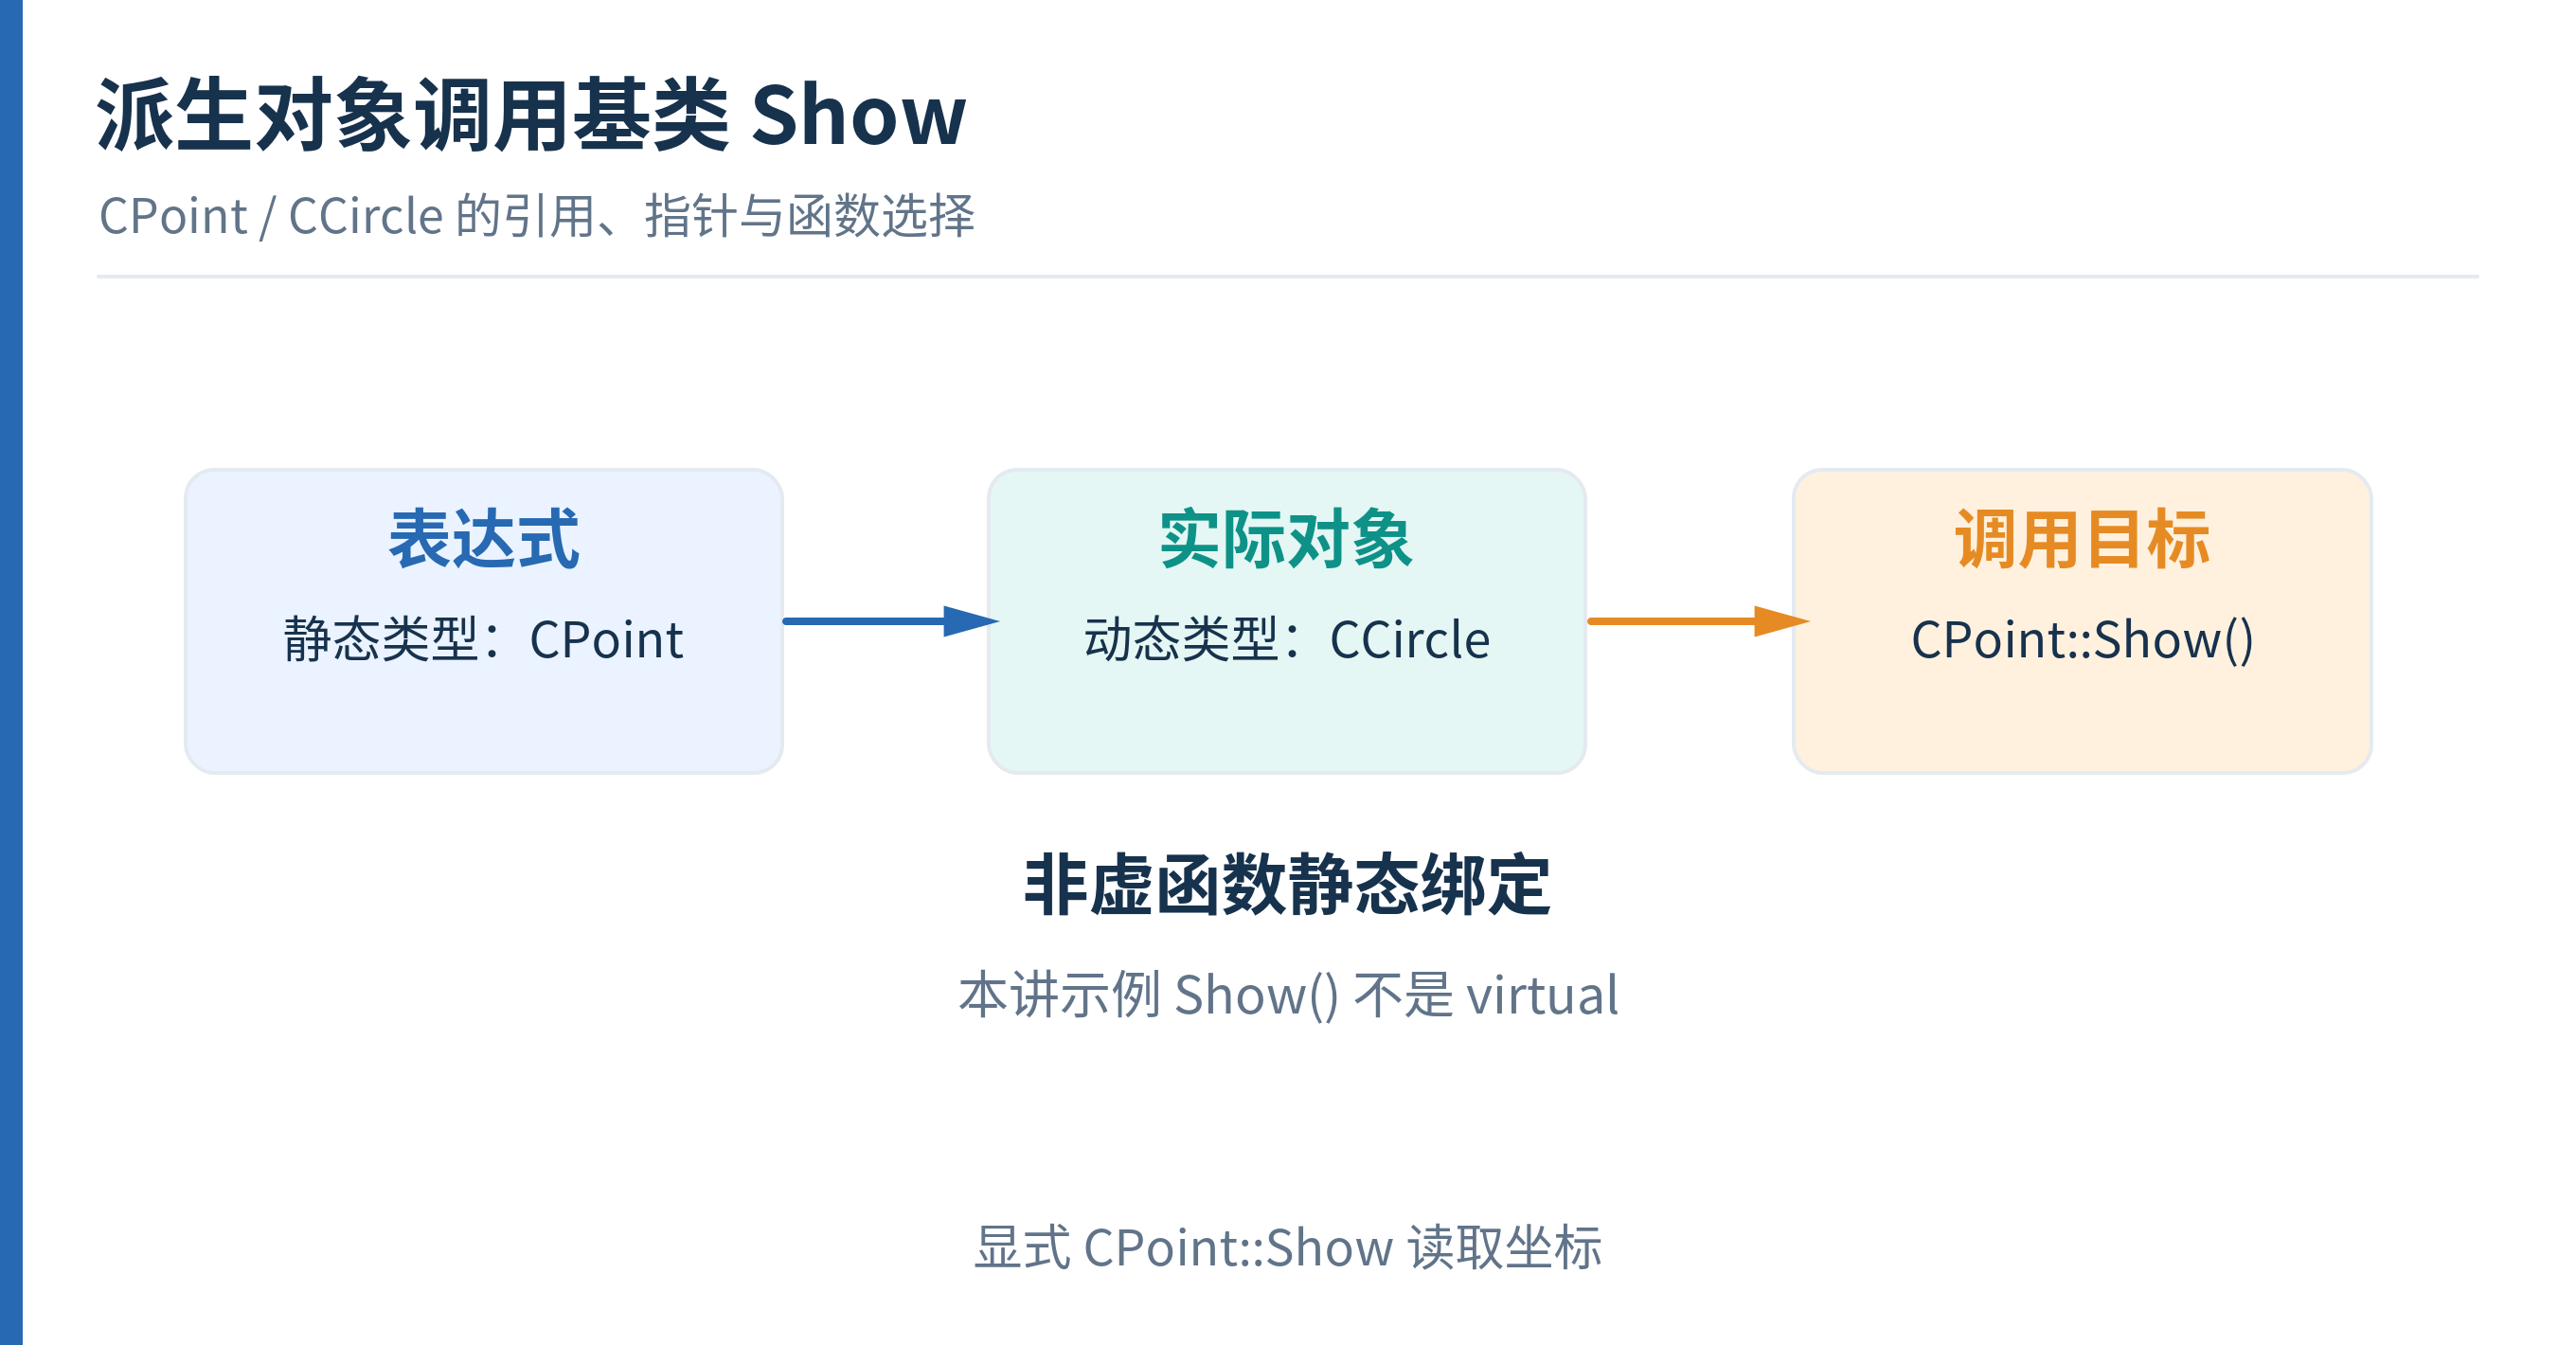 派生对象调用基类 Show
CPoint / CCircle 的引用、指针与函数选择
表达式
静态类型：CPoint
实际对象
动态类型：CCircle
调用目标
CPoint::Show()
非虚函数静态绑定
本讲示例 Show() 不是 virtual
显式 CPoint::Show 读取坐标